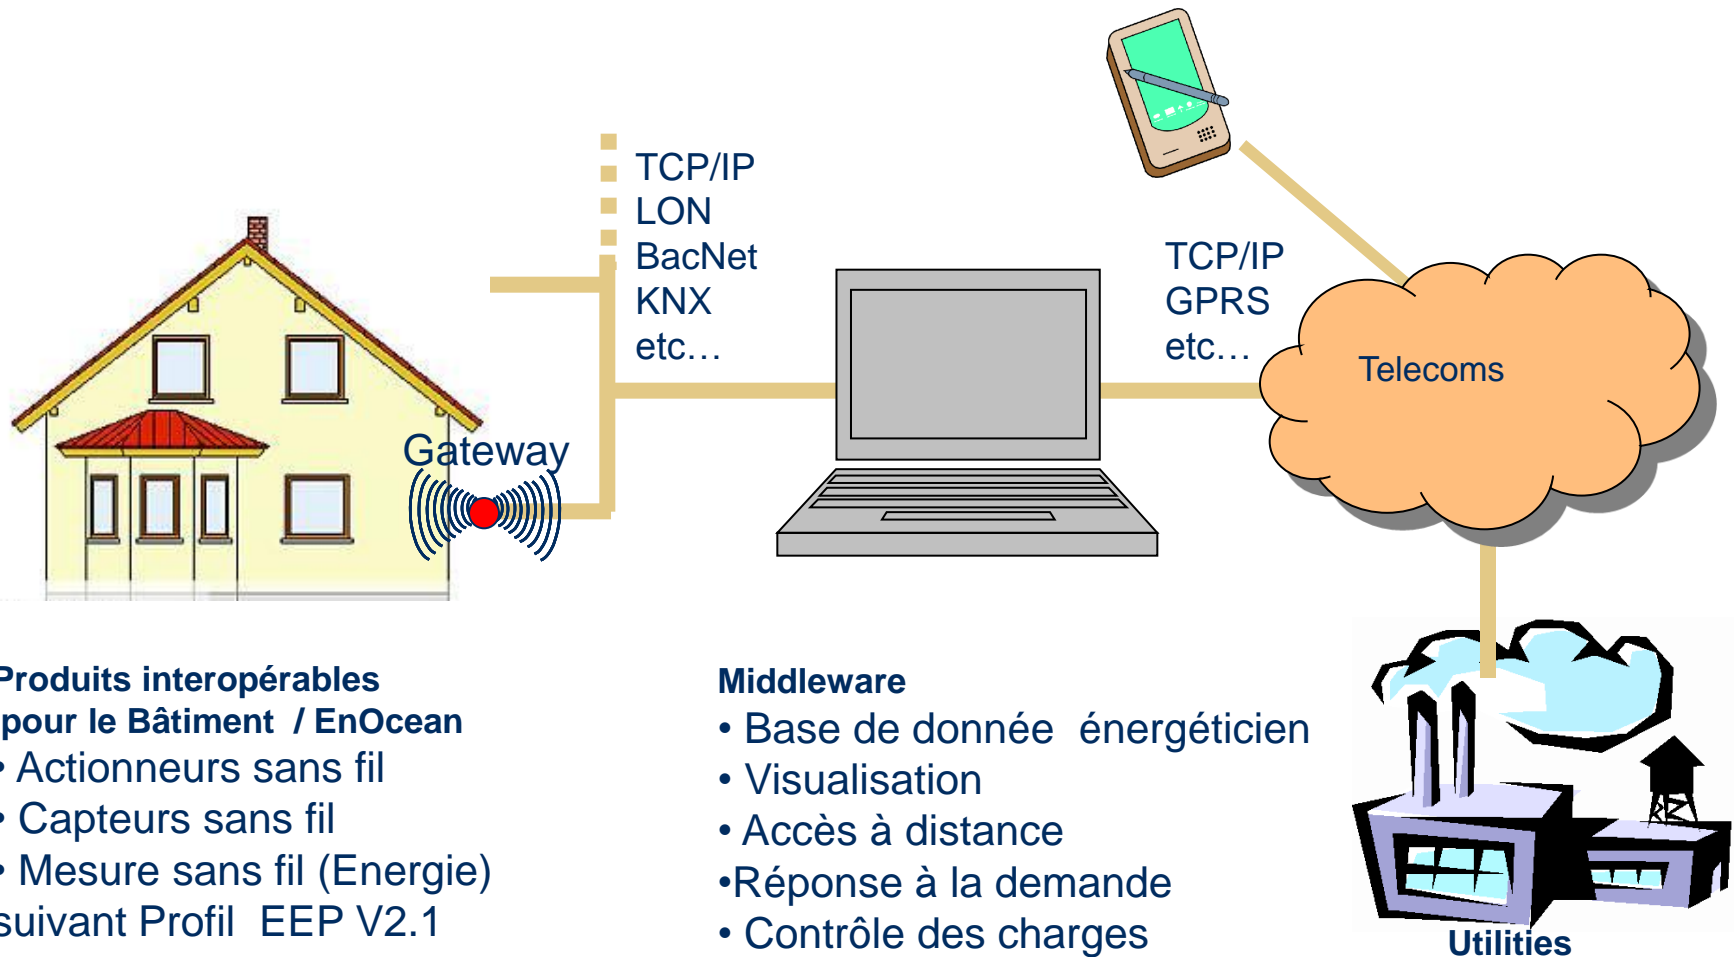 TCP/IP
LON
BacNet
KNX
etc…
TCP/IP
GPRS
etc…
Telecoms
Gateway
Produits interopérables
pour le Bâtiment / EnOcean
• Actionneurs sans fil
• Capteurs sans fil
• Mesure sans fil (Energie)
suivant Profil EEP V2.1
Middleware
• Base de donnée énergéticien
• Visualisation
• Accès à distance
•Réponse à la demande
• Contrôle des charges
Utilities